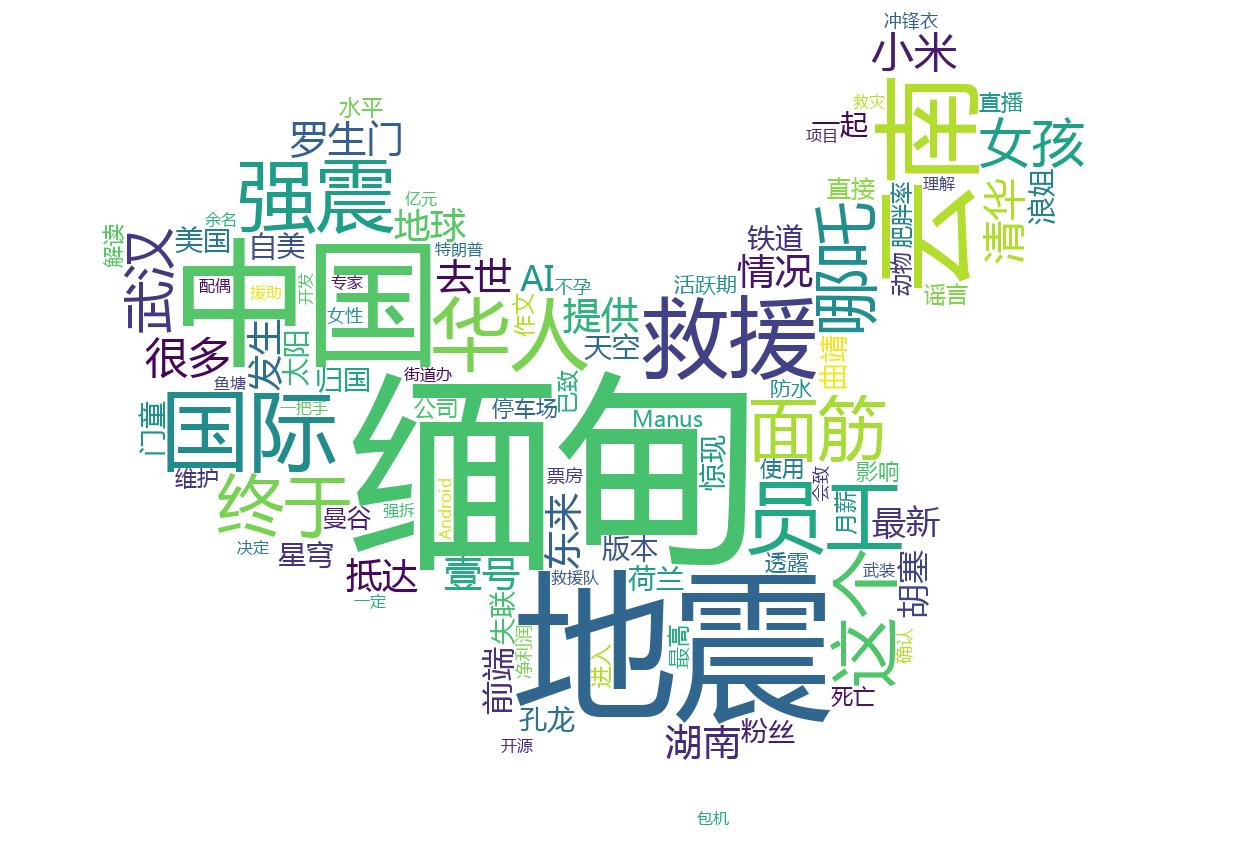 冲锋衣
小米
水平
救灾
南
直播
罗生门
一起
项目
女孩
强震
直接
理解
浪姐
亿元
余名
地球
肥胖率
云
清华
解读
武汉
美国
自美
特朗普
铁道
哪吒
中国
去世
AI
不孕
活跃期
情况
动物
谣言
配偶
援助
开发
专家
女性
华人
作文
提供
救援
很多
发生
太阳
天空
曲靖
鱼塘
归国
街道办
已致
防水
门童
国际
一把手
缅甸
公司
停车场
Manus
面筋
维护
惊现
使用
会致
影响
终于
曼谷
强拆
Android
票房
员工
月薪
最新
决定
星穹
东来
版本
抵达
壹号
救援队
荷兰
透露
这个
武装
胡塞
一定
失联
地震
净利润
进入
最高
确认
前端
死亡
孔龙
开源
湖南
粉丝
包机